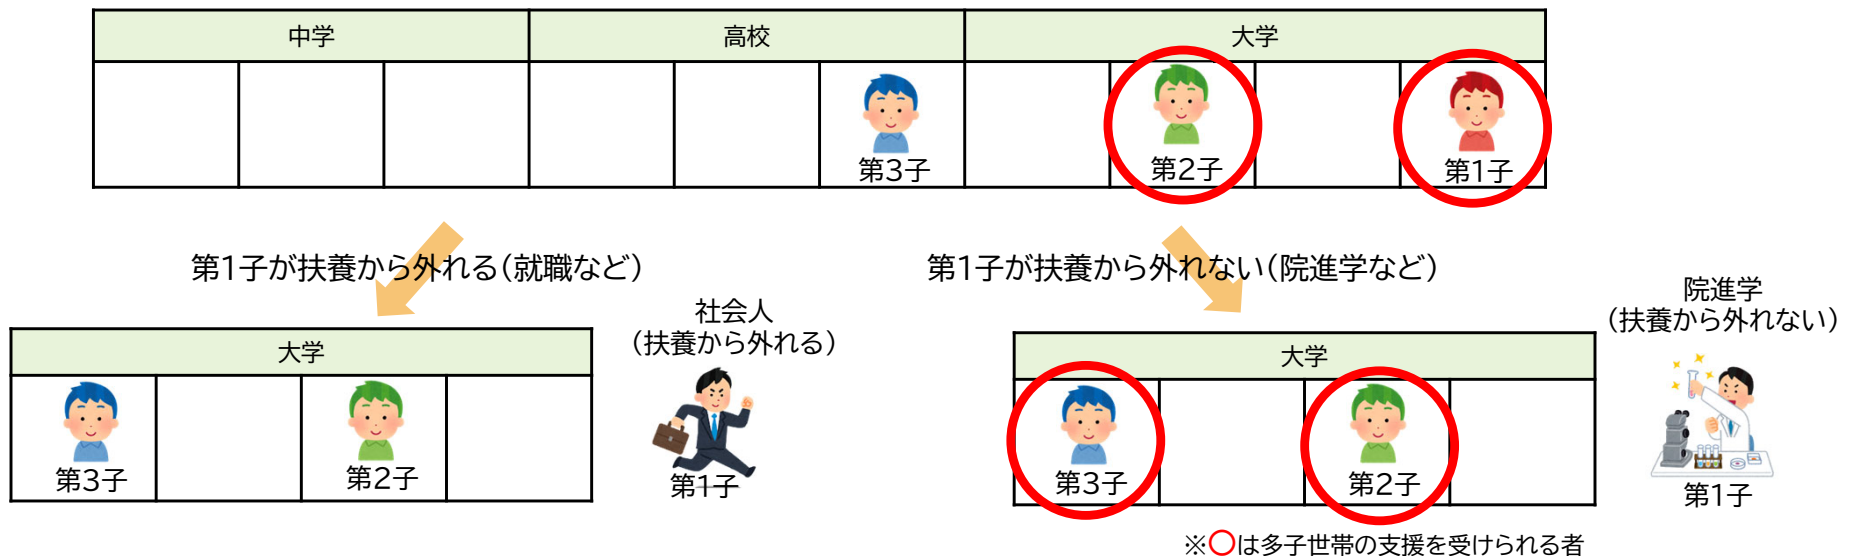 中学
高校
大学
第3子
第2子
第1子
第1子が扶養から外れる(就職など)
第1子が扶養から外れない(院進学など)
社会人
(扶養から外れる)
大学
第3子
第2子
第1子
院進学
(扶養から外れない)
大学
第3子
第2子
第1子
※○は多子世帯の支援を受けられる者